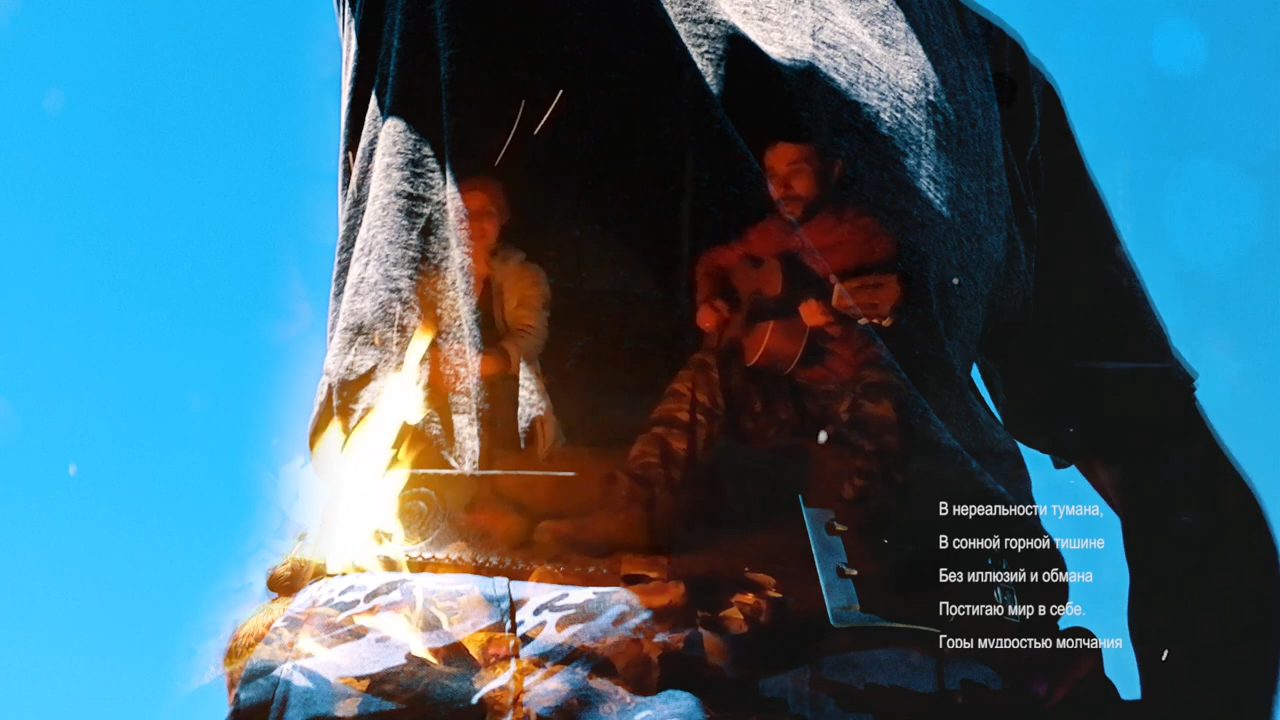 В нереальности тумана,
В сонной горной тишине
Без иллюзий и обмана
Постигаю мир в себе.
Горы мудростью молчания